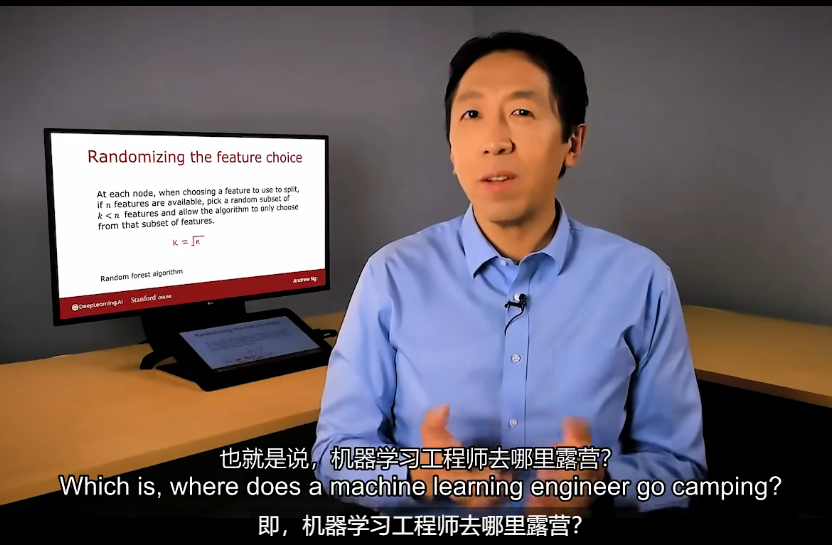 Randomizing the feature choice
At each node, when choosing a feature to use to split,
if n features are available, pick a random subset of
k < n features and allow the algorithm to only choose
from that subset of features.
K = √n
Random forest algorithm
Andrew Ng
DeepLearning.AI Stanford ONLINE
Randomizing the feature choice
也就是说，机器学习工程师去哪里露营？
Which is, where does a machine learning engineer go camping?
即，机器学习工程师去哪里露营？